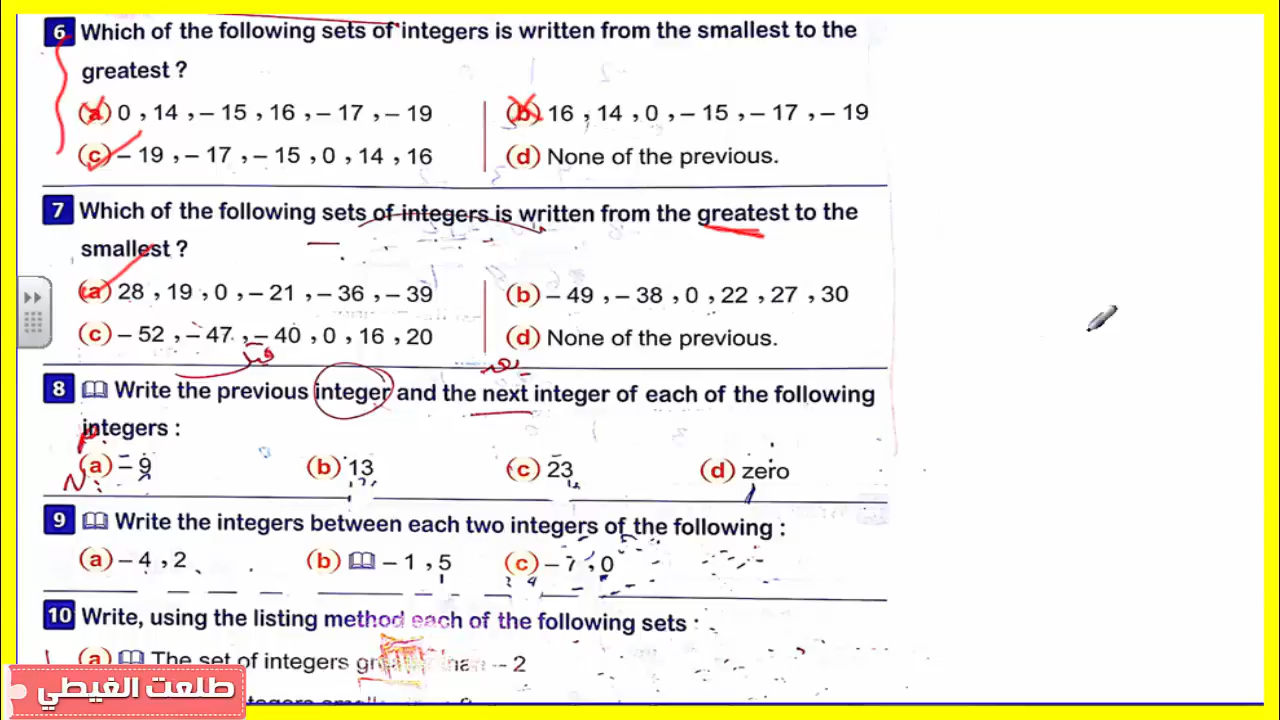 6 Which of the following sets of integers is written from the smallest to the
greatest ?
(a) 0 , 14 , – 15 , 16 , – 17 , – 19
(b) 16 , 14 , 0 , – 15 , – 17 , – 19
(c) – 19 , – 17 , – 15 , 0 , 14 , 16
(d) None of the previous.
7 Which of the following sets of integers is written from the greatest to the
smallest ?
(a) 28 , 19 , 0 , – 21 , – 36 , – 39
(b) – 49 , – 38 , 0 , 22 , 27 , 30
(c) – 52 , – 47 , – 40 , 0 , 16 , 20
(d) None of the previous.
قبل
بعد
8 Write the previous integer and the next integer of each of the following
integers :
(a) – 9
(b) 13
(c) 23
(d) zero
N:
9 Write the integers between each two integers of the following :
(a) – 4 , 2
(b) – 1 , 5
(c) – 7 , 0
10 Write, using the listing method each of the following sets :
(a) The set of integers greater than – 2
طلعت الغيطي